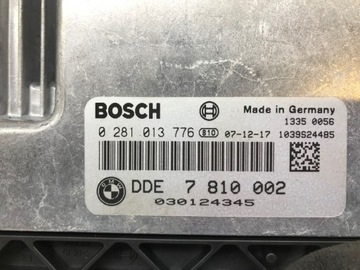 BOSCH
Made in Germany
1335 0056
0 281 013 776 810 07-12-17 1039S24485
DDE 7 810 002
030124345